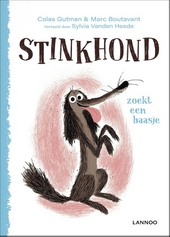 Colas Gutman & Marc Boutavant
Vertaald door Sylvia Vanden Heede
STINKHOND
zoekt
een
baasje
LANNOO